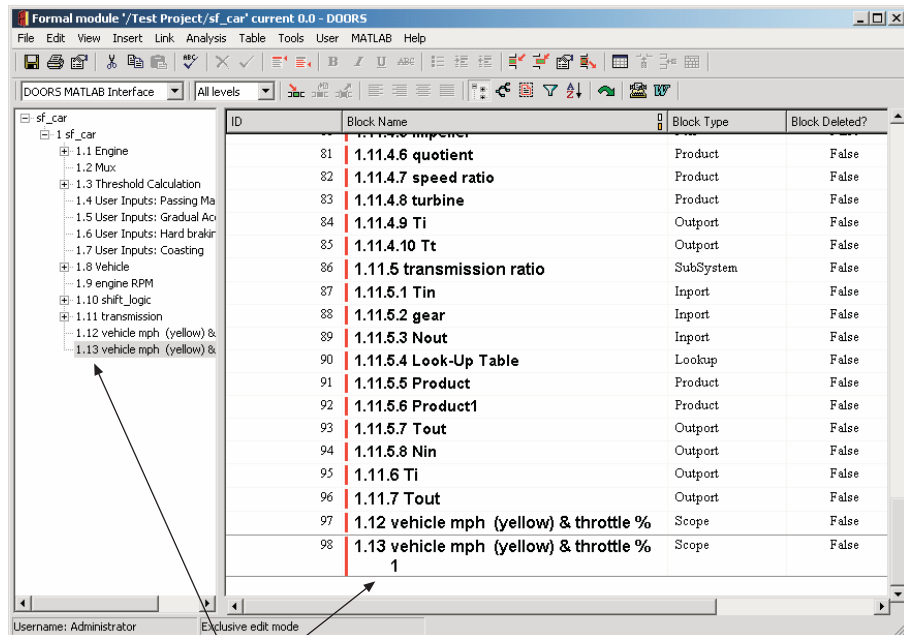 Formal module '/Test Project/sf_car' current 0.0 - DOORS
File Edit View Insert Link Analysis Table Tools User MATLAB Help
B I U ABC
DOORS MATLAB Interface All levels W
ID Block Name Block Type Block Deleted?
sf_car
1 sf_car
1.1 Engine
1.2 Mux
1.3 Threshold Calculation
1.4 User Inputs: Passing Ma
1.5 User Inputs: Gradual Ac
1.6 User Inputs: Hard brakin
1.7 User Inputs: Coasting
1.8 Vehicle
1.9 engine RPM
1.10 shift_logic
1.11 transmission
1.12 vehicle mph (yellow) &
1.13 vehicle mph (yellow) &
81 1.11.4.6 quotient Product False
82 1.11.4.7 speed ratio Product False
83 1.11.4.8 turbine Product False
84 1.11.4.9 Ti Outport False
85 1.11.4.10 Tt Outport False
86 1.11.5 transmission ratio SubSystem False
87 1.11.5.1 Tin Inport False
88 1.11.5.2 gear Inport False
89 1.11.5.3 Nout Inport False
90 1.11.5.4 Look-Up Table Lookup False
91 1.11.5.5 Product Product False
92 1.11.5.6 Product1 Product False
93 1.11.5.7 Tout Outport False
94 1.11.5.8 Nin Outport False
95 1.11.6 Ti Outport False
96 1.11.7 Tout Outport False
97 1.12 vehicle mph (yellow) & throttle % Scope False
98 1.13 vehicle mph (yellow) & throttle % Scope False
1
Username: Administrator Exclusive edit mode